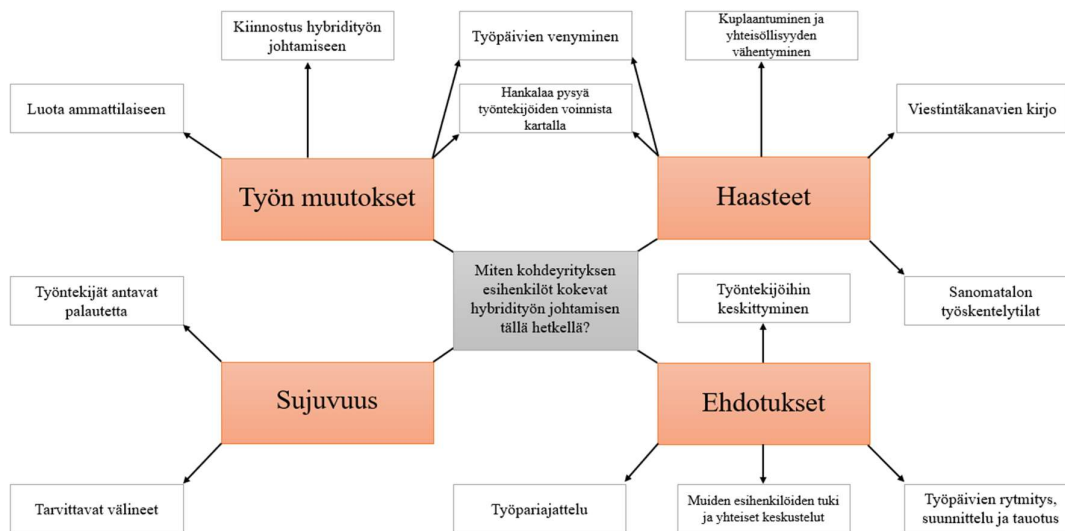 Kiinnostus hybridityön
johtamiseen
Työpäivien venyminen
Kuplaantuminen ja
yhteisöllisyyden
vähentyminen
Luota ammattilaiseen
Hankalaa pysyä
työntekijöiden voinnista
kartalla
Viestintäkanavien kirjo
Työn muutokset
Haasteet
Miten kohdeyrityksen
esihenkilöt kokevat
hybridityön johtamisen
tällä hetkellä?
Työntekijät antavat
palautetta
Työntekijöihin
keskittyminen
Sanomatalon
työskentelytilat
Sujuvuus
Ehdotukset
Tarvittavat välineet
Työpariajattelu
Muiden esihenkilöiden tuki
ja yhteiset keskustelut
Työpäivien rytmitys,
suunnittelu ja tauotus